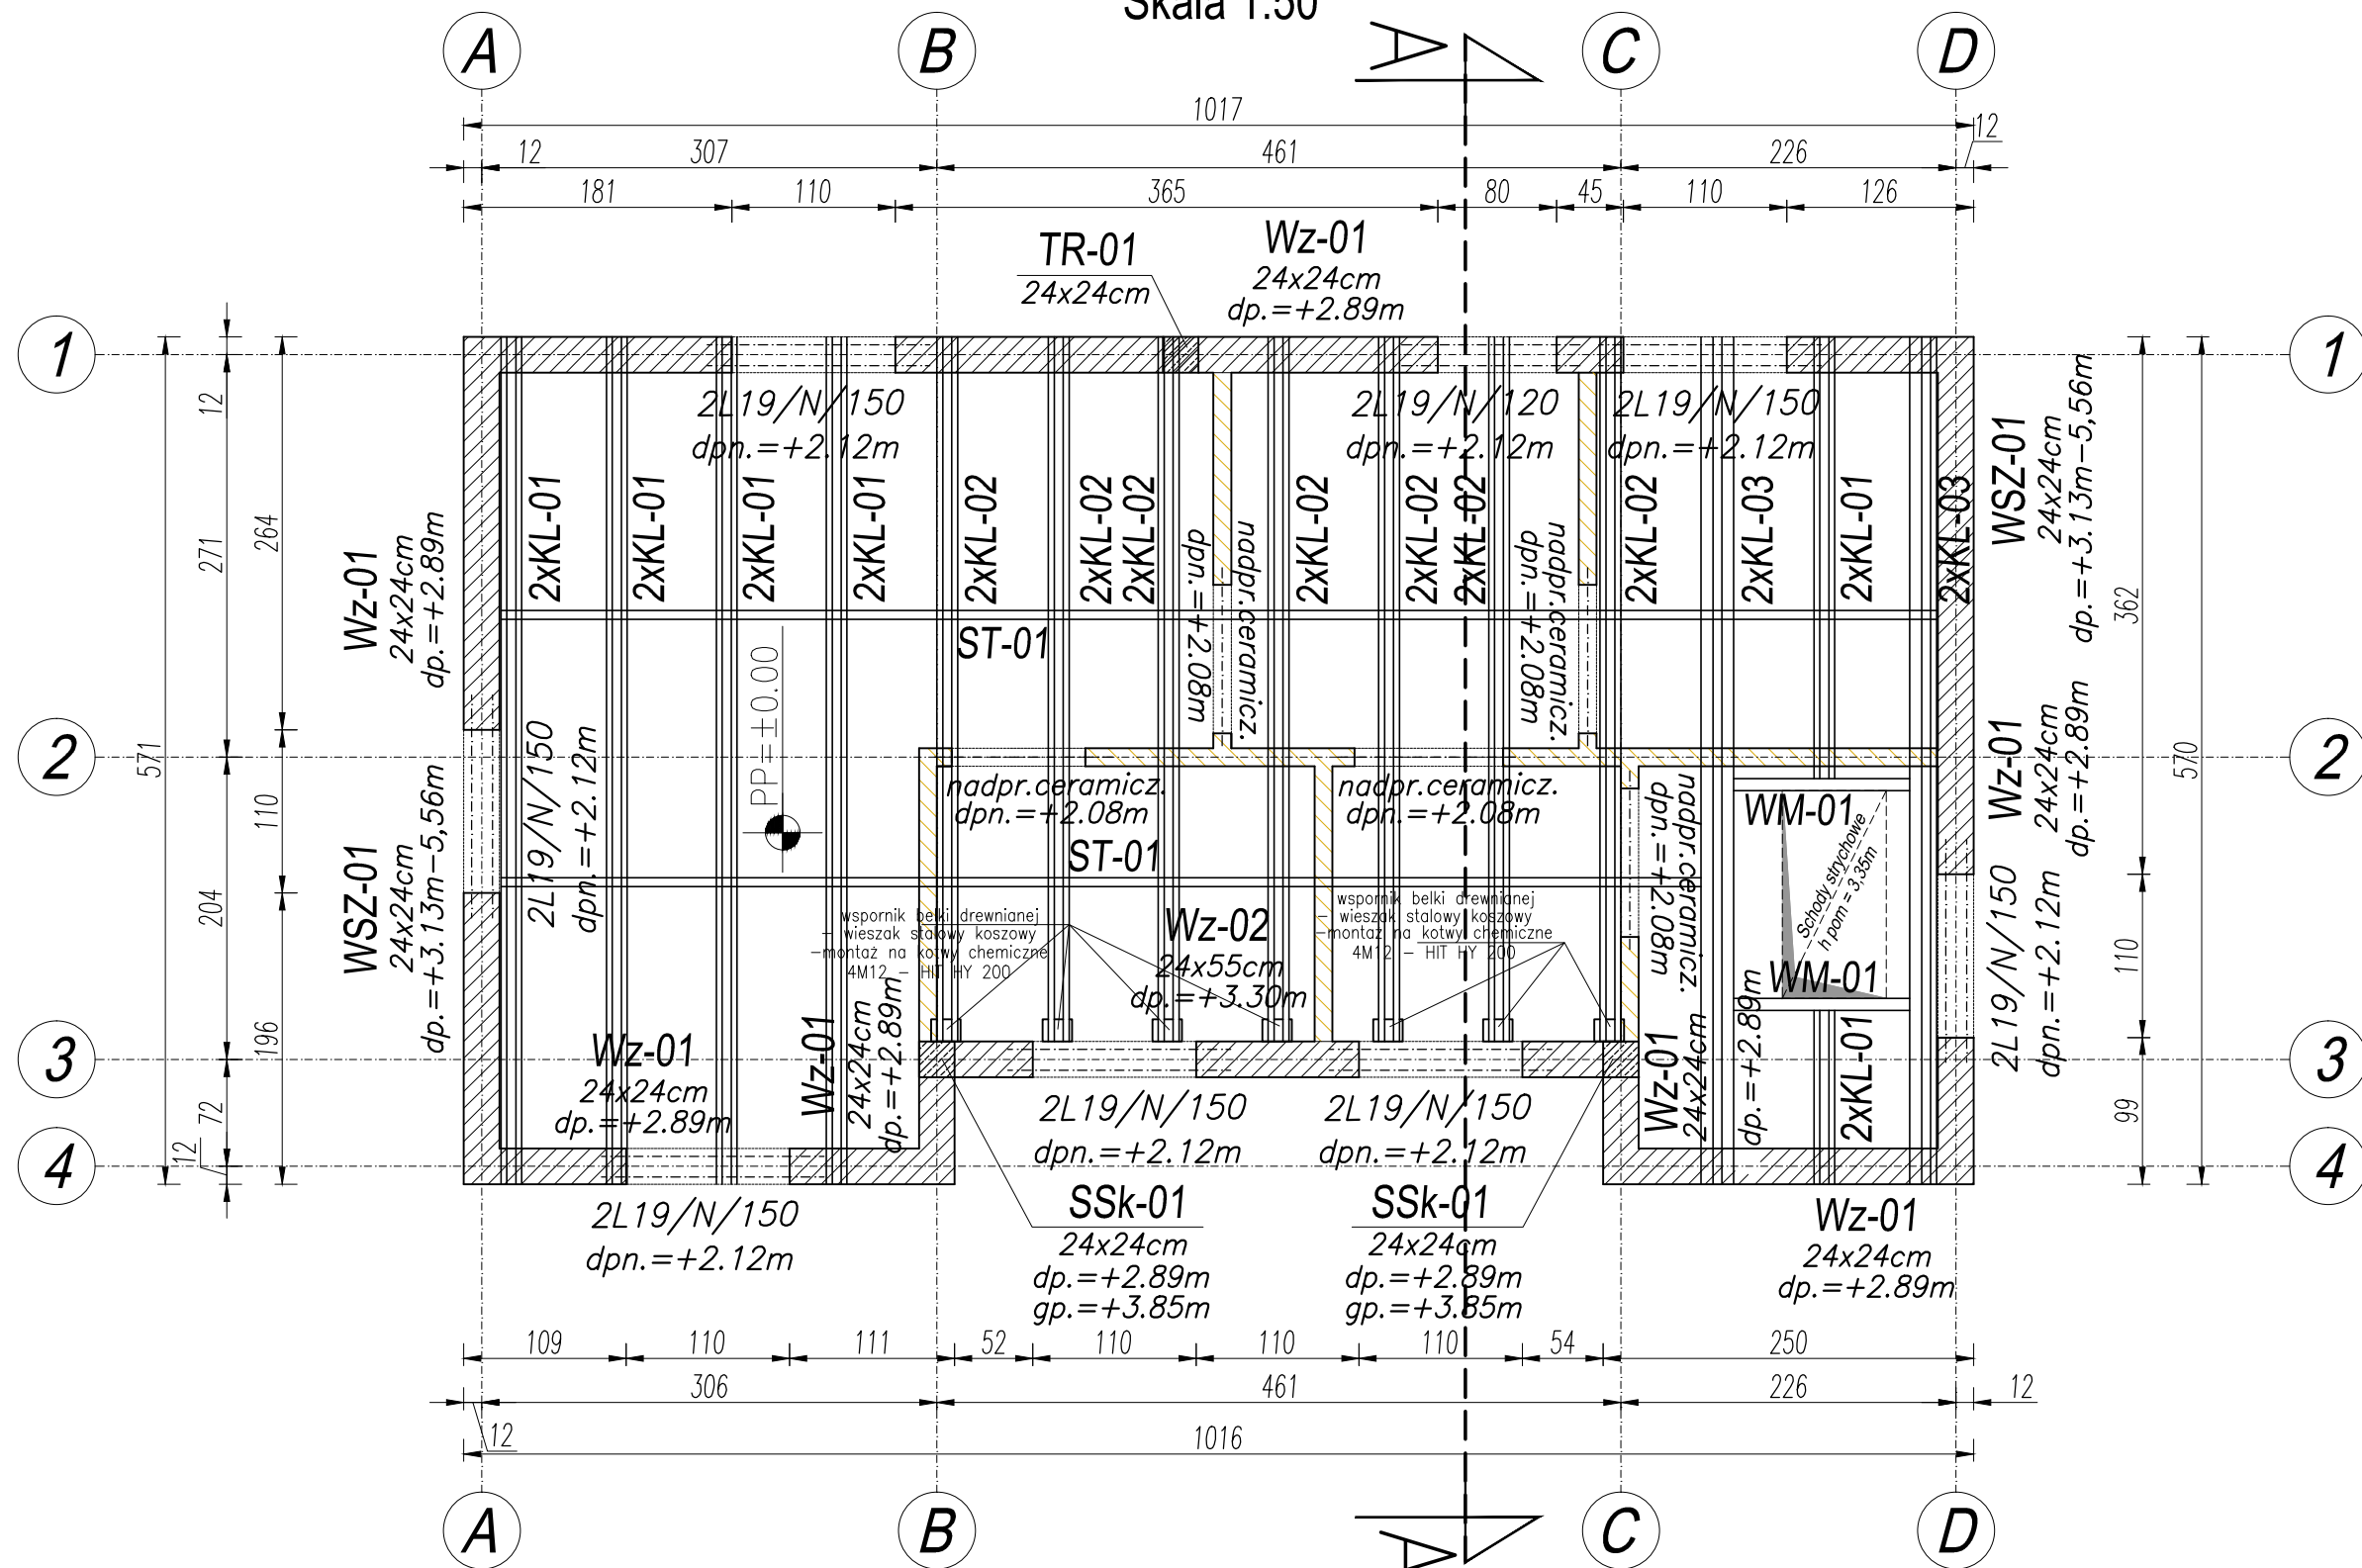 Skala 1:50
A
B
C
D
A
1017
12
307
461
226
12
181
110
365
80
45
110
126
TR-01
24x24cm
Wz-01
24x24cm
dp.=+2.89m
1
1
2L19/N/150
dpn.=+2.12m
2L19/N/120
dpn.=+2.12m
2L19/N/150
dpn.=+2.12m
2xKL-01
2xKL-01
2xKL-01
2xKL-01
2xKL-02
2xKL-02
2xKL-02
2xKL-02
2xKL-02
2xKL-02
2xKL-02
2xKL-03
2xKL-01
2xKL-03
WSZ-01
24x24cm
dp.=+3.13m-5,56m
Wz-01
24x24cm
dp.=+2.89m
nadpr.ceramicz.
dpn.=+2.08m
nadpr.ceramicz.
dpn.=+2.08m
ST-01
12
271
264
571
110
204
196
72
12
362
570
110
99
2
2
PP=±0.00
2L19/N/150
dpn.=+2.12m
nadpr.ceramicz.
dpn.=+2.08m
nadpr.ceramicz.
dpn.=+2.08m
nadpr.ceramicz.
dpn.=+2.08m
WM-01
Schody strychowe
h pom = 3,35m
WM-01
Wz-01
24x24cm
dp.=+2.89m
ST-01
WSZ-01
24x24cm
dp.=+3.13m-5,56m
wspornik belki drewnianej
- wieszak stalowy koszowy
-montaż na kotwy chemiczne
4M12 - HIT HY 200
Wz-02
24x55cm
dp.=+3.30m
wspornik belki drewnianej
- wieszak stalowy koszowy
-montaż na kotwy chemiczne
4M12 - HIT HY 200
2L19/N/150
dpn.=+2.12m
3
3
Wz-01
24x24cm
dp.=+2.89m
Wz-01
24x24cm
dp.=+2.89m
Wz-01
24x24cm
dp.=+2.89m
2xKL-01
2L19/N/150
dpn.=+2.12m
2L19/N/150
dpn.=+2.12m
4
4
2L19/N/150
dpn.=+2.12m
SSk-01
24x24cm
dp.=+2.89m
gp.=+3.85m
SSk-01
24x24cm
dp.=+2.89m
gp.=+3.85m
Wz-01
24x24cm
dp.=+2.89m
109
110
111
52
110
110
110
54
250
306
461
226
12
12
1016
A
B
C
D
A